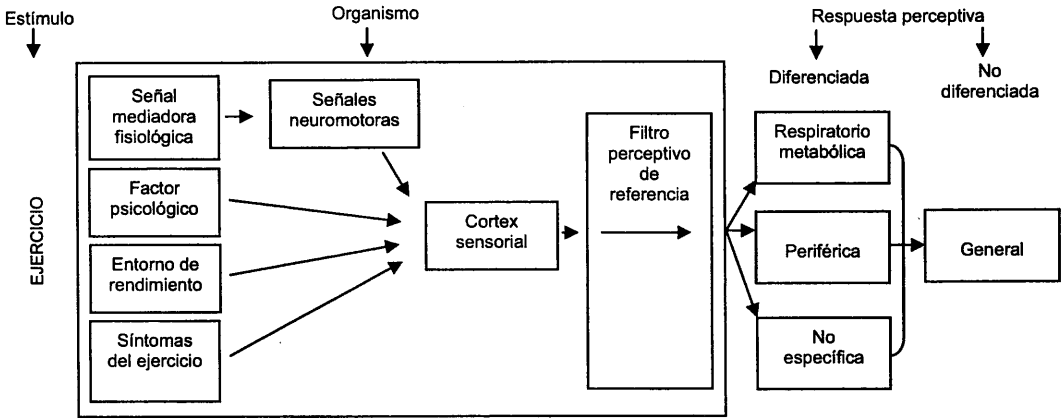 Estímulo
Organismo
Respuesta perceptiva
Diferenciada
No
diferenciada
EJERCICIO
Señal
mediadora
fisiológica
Señales
neuromotoras
Factor
psicológico
Entorno de
rendimiento
Síntomas
del ejercicio
Cortex
sensorial
Filtro
perceptivo
de
referencia
Respiratorio
metabólica
Periférica
No
específica
General